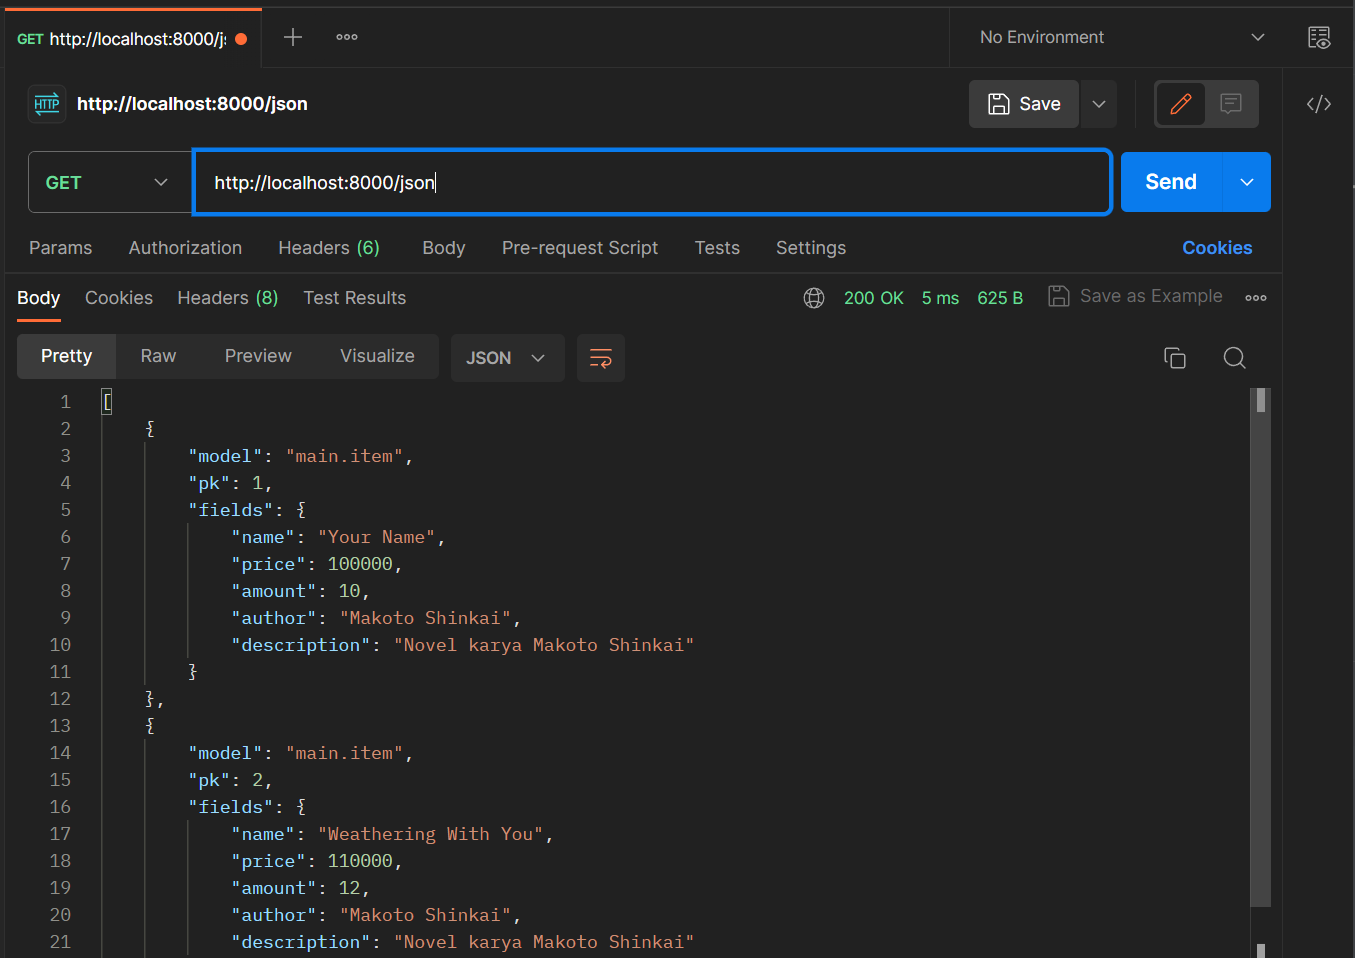 GET http://localhost:8000/js
No Environment
HTTP http://localhost:8000/json
Save
GET http://localhost:8000/json Send
Params Authorization Headers (6) Body Pre-request Script Tests Settings Cookies
Body Cookies Headers (8) Test Results 200 OK 5 ms 625 B Save as Example
Pretty Raw Preview Visualize JSON
1 [
2 {
3 "model": "main.item",
4 "pk": 1,
5 "fields": {
6 "name": "Your Name",
7 "price": 100000,
8 "amount": 10,
9 "author": "Makoto Shinkai",
10 "description": "Novel karya Makoto Shinkai"
11 }
12 },
13 {
14 "model": "main.item",
15 "pk": 2,
16 "fields": {
17 "name": "Weathering With You",
18 "price": 110000,
19 "amount": 12,
20 "author": "Makoto Shinkai",
21 "description": "Novel karya Makoto Shinkai"